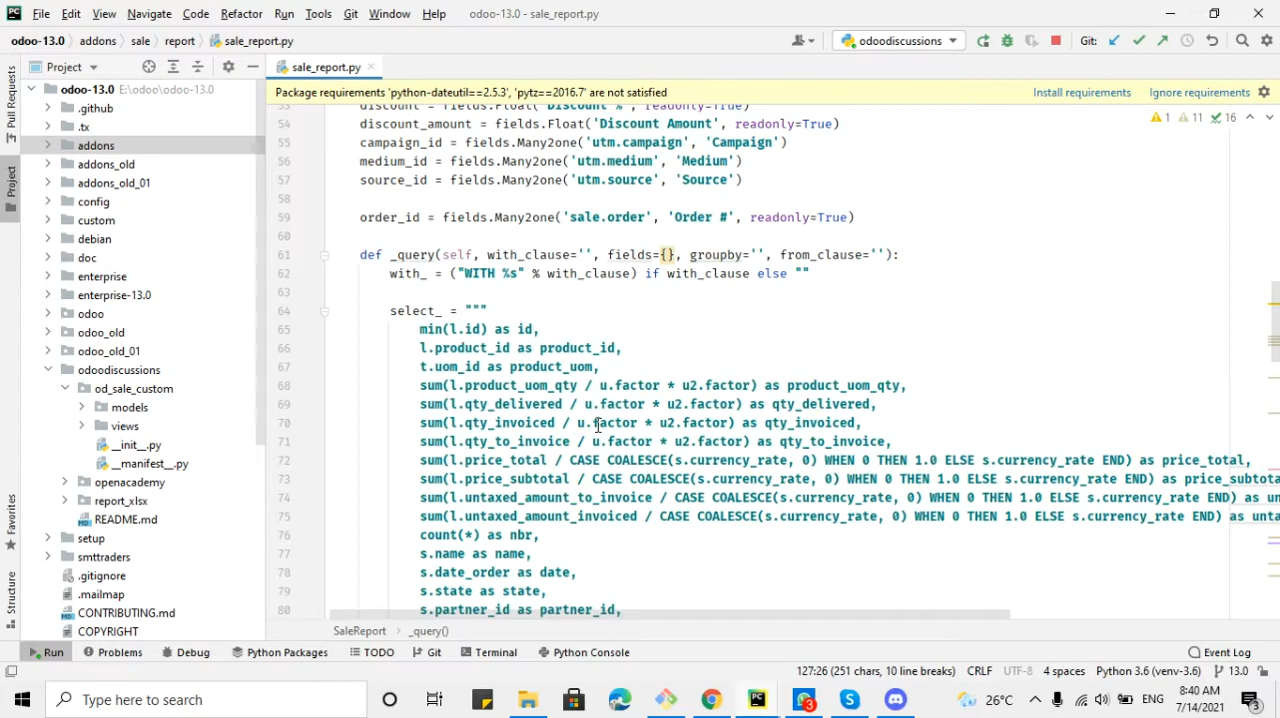 File Edit View Navigate Code Refactor Run Tools Git Window Help odoo-13.0 - sale_report.py
odoo-13.0 addons sale report sale_report.py odoodiscussions Git:
Project sale_report.py
Pull Requests
Project
Favorites
Structure
odoo-13.0 E:\odoo\odoo-13.0
.github
.tx
addons
addons_old
addons_old_01
config
custom
debian
doc
enterprise
enterprise-13.0
odoo
odoo_old
odoo_old_01
odoodiscussions
od_sale_custom
models
views
__init__.py
__manifest__.py
openacademy
report_xlsx
README.md
setup
smttraders
.gitignore
.mailmap
CONTRIBUTING.md
COPYRIGHT
Package requirements 'python-dateutil==2.5.3', 'pytz==2016.7' are not satisfied Install requirements Ignore requirements
1 11 16
53 discount = fields.Float('Discount %', readonly=True)
54 discount_amount = fields.Float('Discount Amount', readonly=True)
55 campaign_id = fields.Many2one('utm.campaign', 'Campaign')
56 medium_id = fields.Many2one('utm.medium', 'Medium')
57 source_id = fields.Many2one('utm.source', 'Source')
58
59 order_id = fields.Many2one('sale.order', 'Order #', readonly=True)
60
61 def _query(self, with_clause='', fields={}, groupby='', from_clause=''):
62 with_ = ("WITH %s" % with_clause) if with_clause else ""
63
64 select_ = """
65 min(l.id) as id,
66 l.product_id as product_id,
67 t.uom_id as product_uom,
68 sum(l.product_uom_qty / u.factor * u2.factor) as product_uom_qty,
69 sum(l.qty_delivered / u.factor * u2.factor) as qty_delivered,
70 sum(l.qty_invoiced / u.factor * u2.factor) as qty_invoiced,
71 sum(l.qty_to_invoice / u.factor * u2.factor) as qty_to_invoice,
72 sum(l.price_total / CASE COALESCE(s.currency_rate, 0) WHEN 0 THEN 1.0 ELSE s.currency_rate END) as price_total,
73 sum(l.price_subtotal / CASE COALESCE(s.currency_rate, 0) WHEN 0 THEN 1.0 ELSE s.currency_rate END) as price_subtota
74 sum(l.untaxed_amount_to_invoice / CASE COALESCE(s.currency_rate, 0) WHEN 0 THEN 1.0 ELSE s.currency_rate END) as un
75 sum(l.untaxed_amount_invoiced / CASE COALESCE(s.currency_rate, 0) WHEN 0 THEN 1.0 ELSE s.currency_rate END) as unta
76 count(*) as nbr,
77 s.name as name,
78 s.date_order as date,
79 s.state as state,
80 s.partner_id as partner_id,
SaleReport _query()
Run Problems Debug Python Packages TODO Git Terminal Python Console Event Log
127:26 (251 chars, 10 line breaks) CRLF UTF-8 4 spaces Python 3.6 (venv-3.6) 13.0
Type here to search
3
26°C ENG 8:40 AM
7/14/2021
3